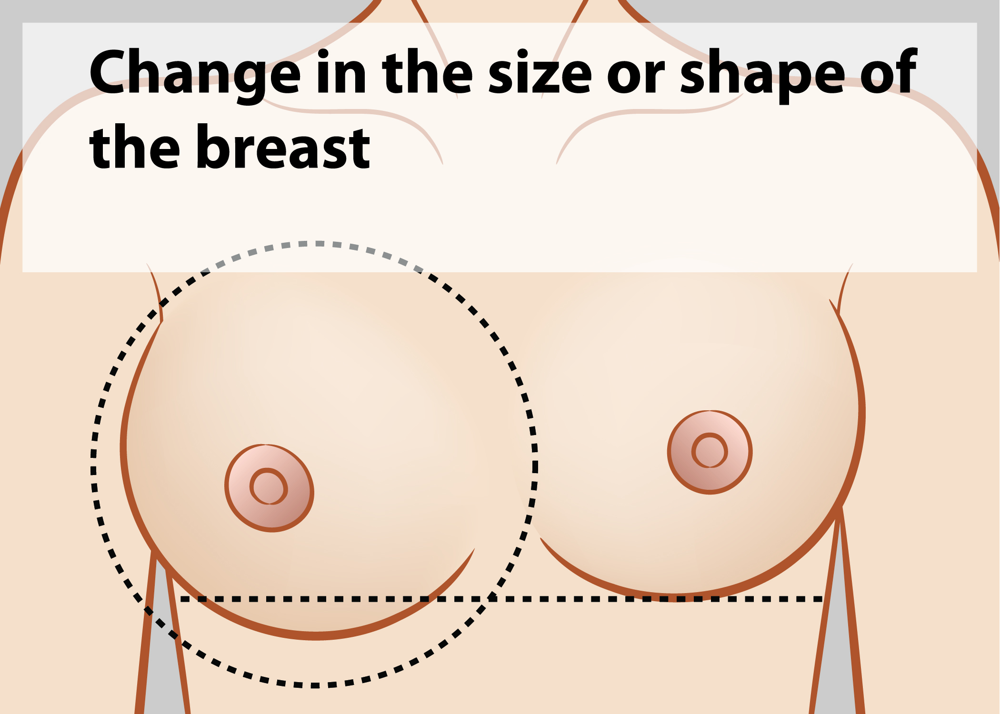 Change in the size or shape of
the breast